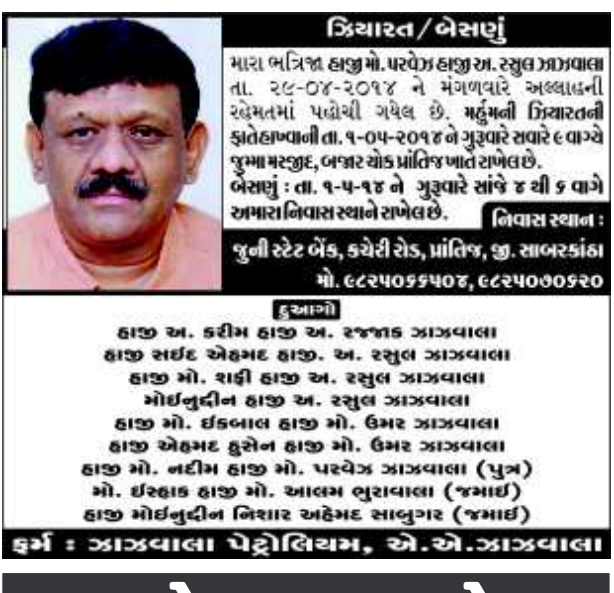 ઝિયારત/બેસણું
મારા ભત્રિજા હાજી મો. પરવેઝ હાજી અ. રસુલ ઝાઝવાલા
તા. ૨૯-૦૪-૨૦૧૪ ને મંગળવારે અલ્લાહની
રહેમતમાં પહોચી ગયેલ છે. મર્હુમની ઝિયારતની
ફાતેહાખ્વાની તા. ૧-૦૫-૨૦૧૪ ને ગુરૂવારે સવારે ૯ વાગ્યે
જુમ્મા મસ્જીદ, બજાર ચોક પ્રાંતિજ ખાતે રાખેલ છે.
બેસણું : તા. ૧-૫-૧૪ ને ગુરૂવારે સાંજે ૪ થી ૬ વાગે
અમારા નિવાસ સ્થાને રાખેલ છે. નિવાસ સ્થાન :
જુની સ્ટેટ બેંક, કચેરી રોડ, પ્રાંતિજ, જી. સાબરકાંઠા
મો. ૯૮૨૫૦૬૬૫૦૪, ૯૮૨૫૦૭૦૬૨૦
દુઆગો
હાજી અ. કરીમ હાજી અ. રજ્જાક ઝાઝવાલા
હાજી સઈદ એહમદ હાજી. અ. રસુલ ઝાઝવાલા
હાજી મો. શફી હાજી અ. રસુલ ઝાઝવાલા
મોઈનુદ્દીન હાજી અ. રસુલ ઝાઝવાલા
હાજી મો. ઈકબાલ હાજી મો. ઉમર ઝાઝવાલા
હાજી એહમદ હુસેન હાજી મો. ઉમર ઝાઝવાલા
હાજી મો. નદીમ હાજી મો. પરવેઝ ઝાઝવાલા (પુત્ર)
મો. ઈસ્હાક હાજી મો. આલમ ભુરાવાલા (જમાઈ)
હાજી મોઈનુદ્દીન નિશાર અહેમદ સાબુગર (જમાઈ)
ફર્મ : ઝાઝવાલા પેટ્રોલિયમ, એ.એ.ઝાઝવાલા